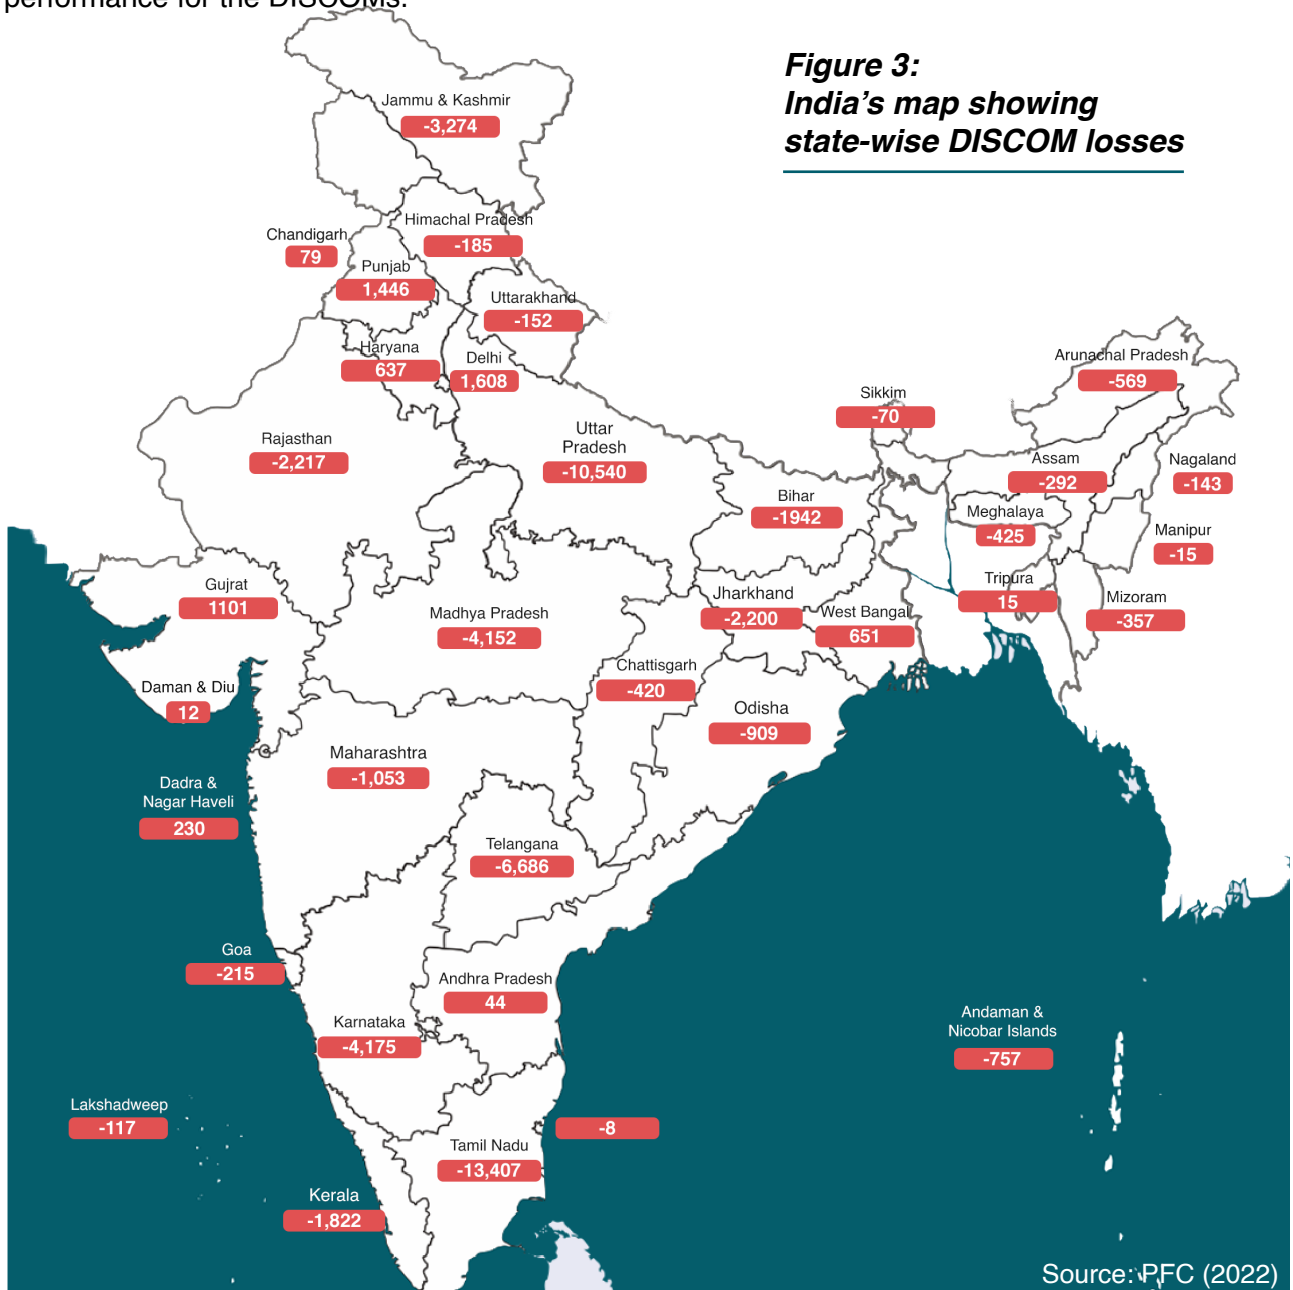 performance for the DISCOMs.
Figure 3:
India's map showing
state-wise DISCOM losses
Jammu & Kashmir
-3,274
Himachal Pradesh
-185
Chandigarh
79
Punjab
1,446
Uttarakhand
-152
Haryana
637
Delhi
1,608
Arunachal Pradesh
-569
Sikkim
-70
Rajasthan
-2,217
Uttar
Pradesh
-10,540
Assam
-292
Nagaland
-143
Bihar
-1942
Meghalaya
-425
Manipur
-15
Gujrat
1101
Madhya Pradesh
-4,152
Jharkhand
-2,200
West Bangal
651
Tripura
15
Mizoram
-357
Chattisgarh
-420
Daman & Diu
12
Odisha
-909
Maharashtra
-1,053
Dadra &
Nagar Haveli
230
Telangana
-6,686
Goa
-215
Andhra Pradesh
44
Karnataka
-4,175
Andaman &
Nicobar Islands
-757
Lakshadweep
-117
-8
Tamil Nadu
-13,407
Kerala
-1,822
Source: PFC (2022)